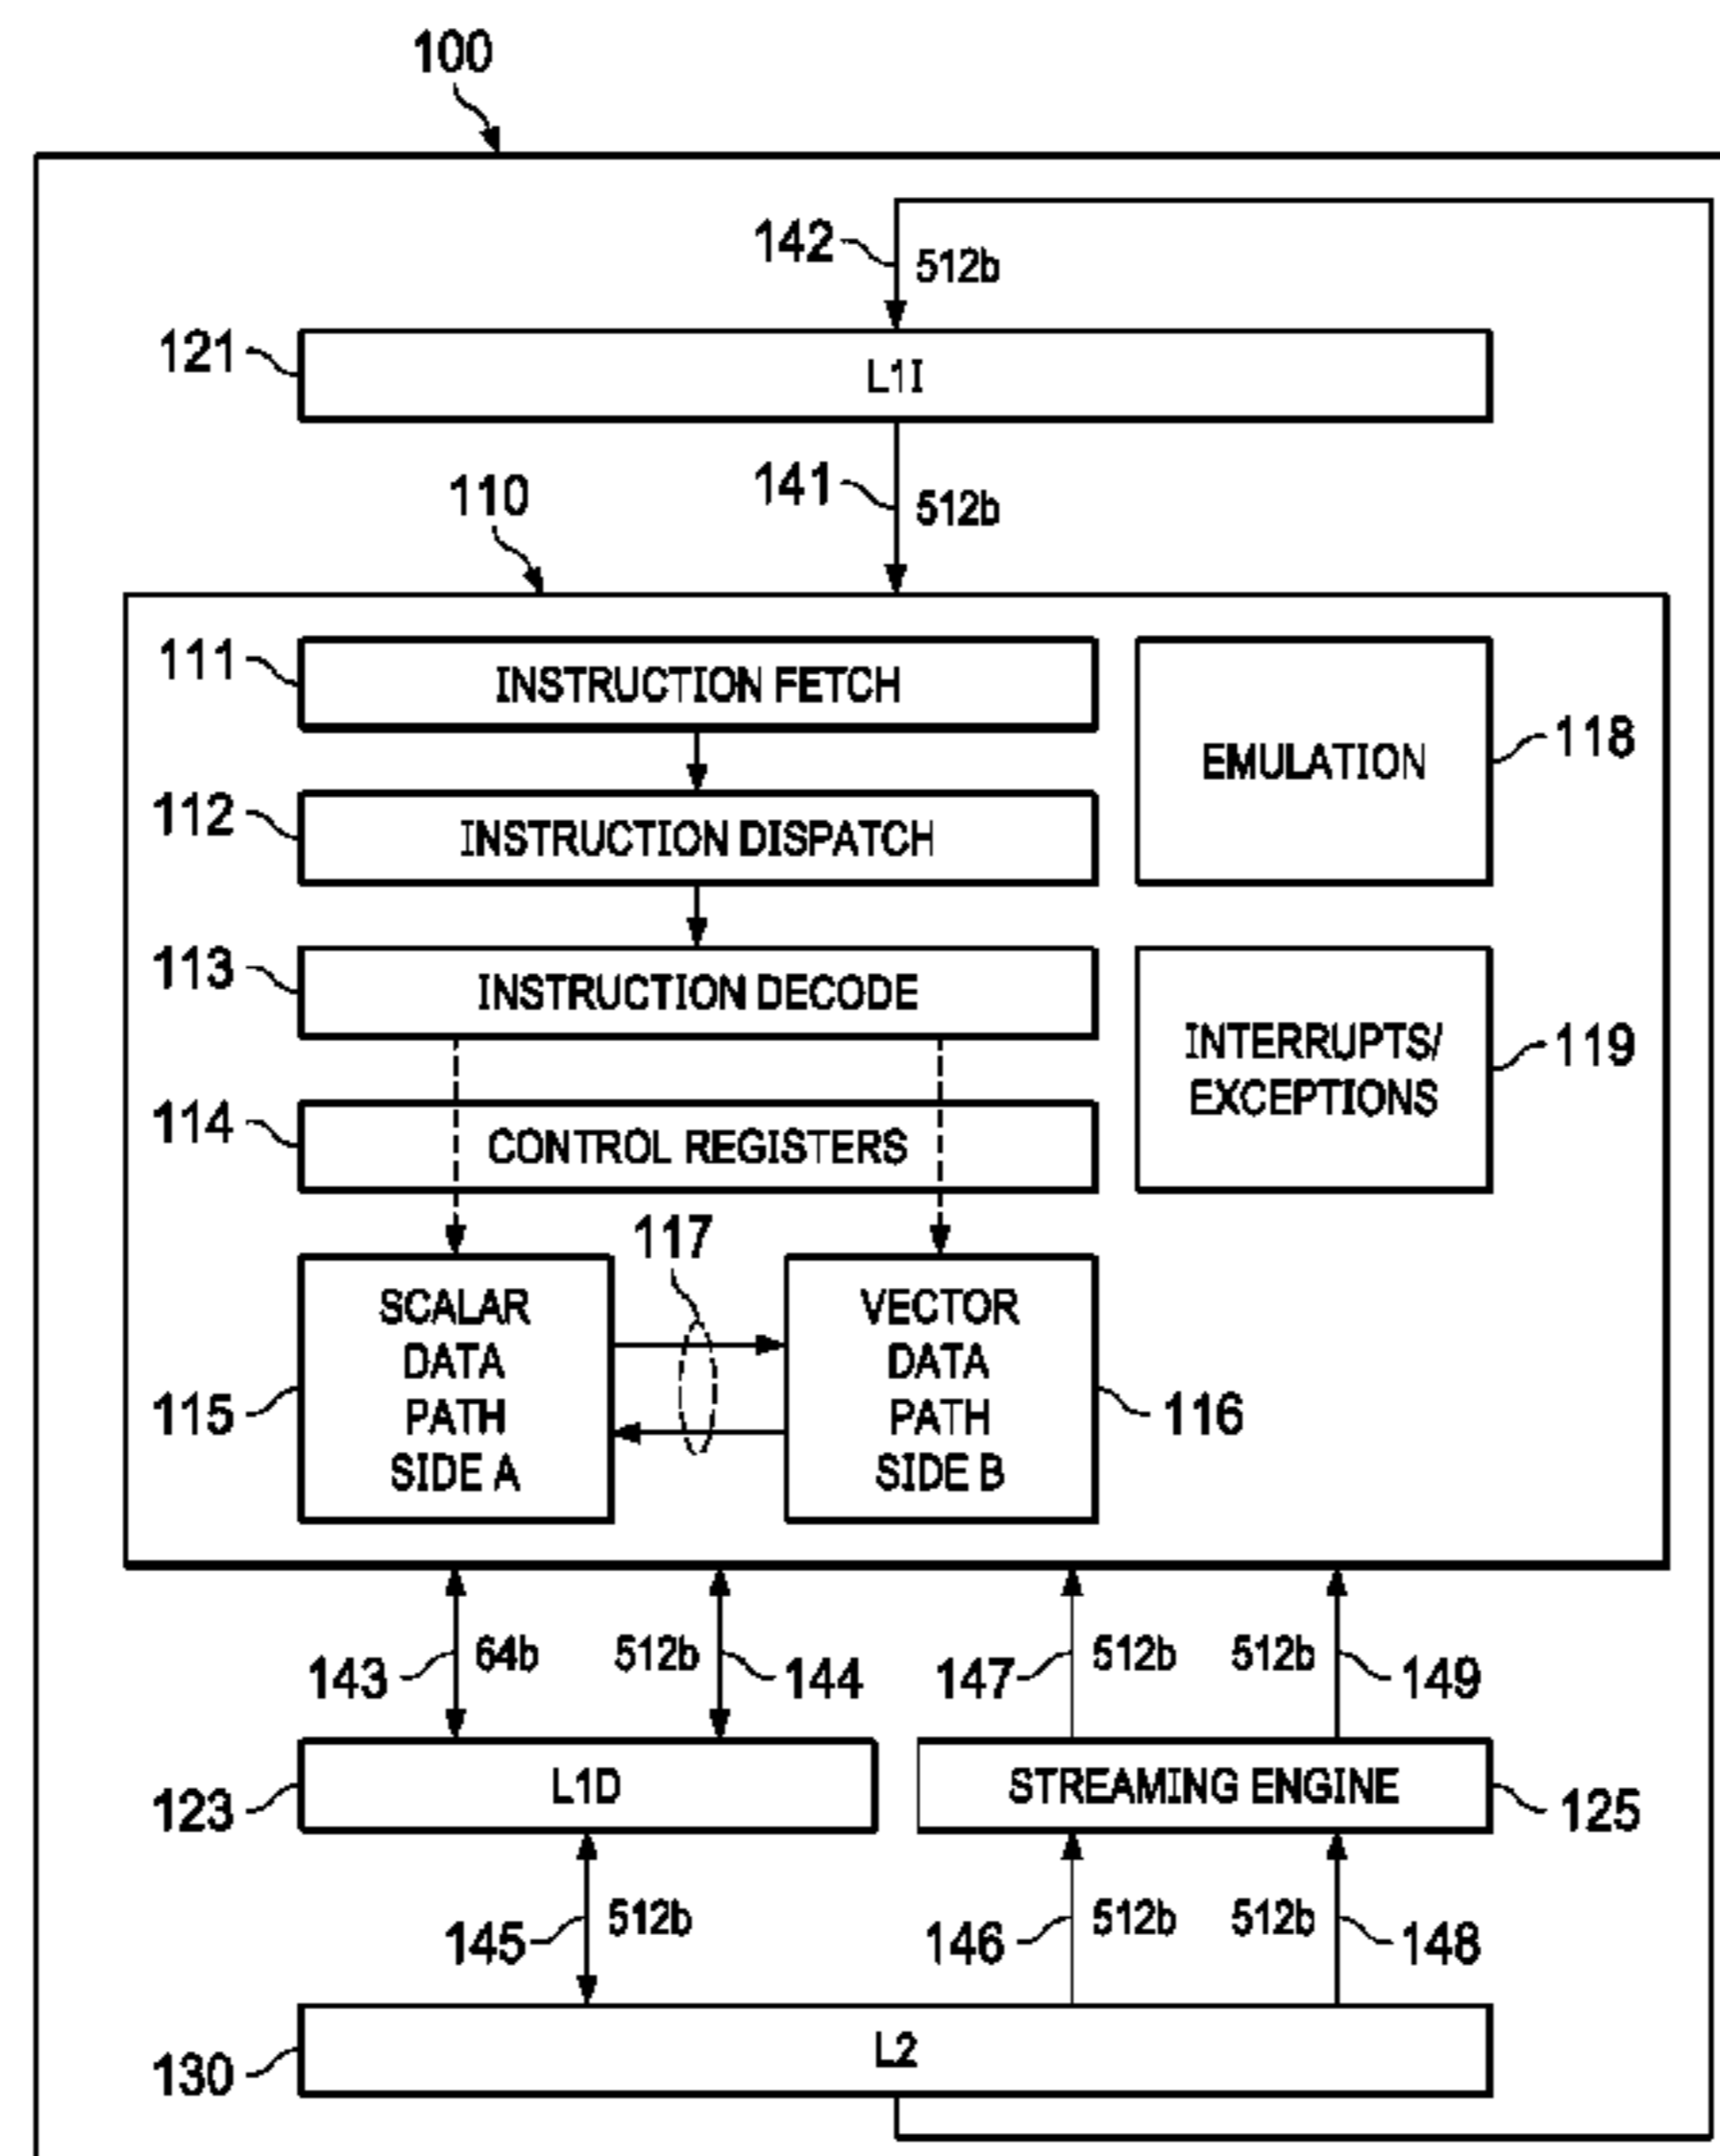 100
142
512b
121
L1I
141
512b
110
111
INSTRUCTION FETCH
118
EMULATION
112
INSTRUCTION DISPATCH
113
INSTRUCTION DECODE
119
INTERRUPTS/
EXCEPTIONS
114
CONTROL REGISTERS
117
115
SCALAR
DATA
PATH
SIDE A
VECTOR
DATA
PATH
SIDE B
116
143
64b
512b
144
147
512b
512b
149
123
L1D
STREAMING ENGINE
125
145
512b
146
512b
512b
148
130
L2